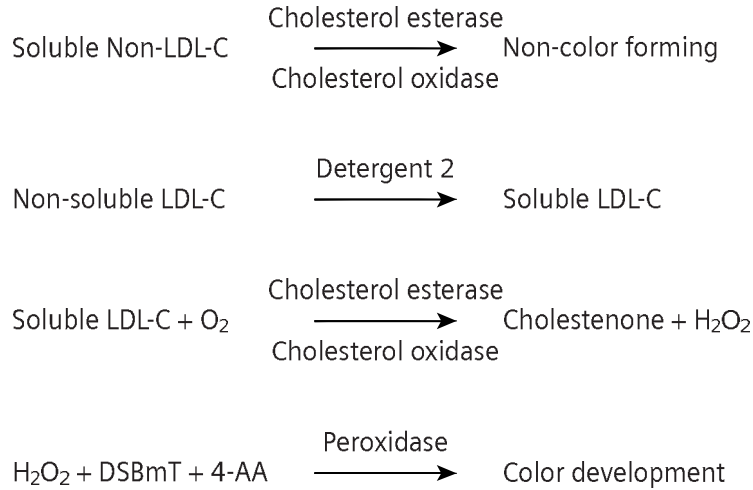 Cholesterol esterase
Soluble Non-LDL-C Non-color forming
Cholesterol oxidase
Detergent 2
Non-soluble LDL-C Soluble LDL-C
Cholesterol esterase
Soluble LDL-C + O₂ Cholestenone + H₂O₂
Cholesterol oxidase
Peroxidase
H₂O₂ + DSBmT + 4-AA Color development